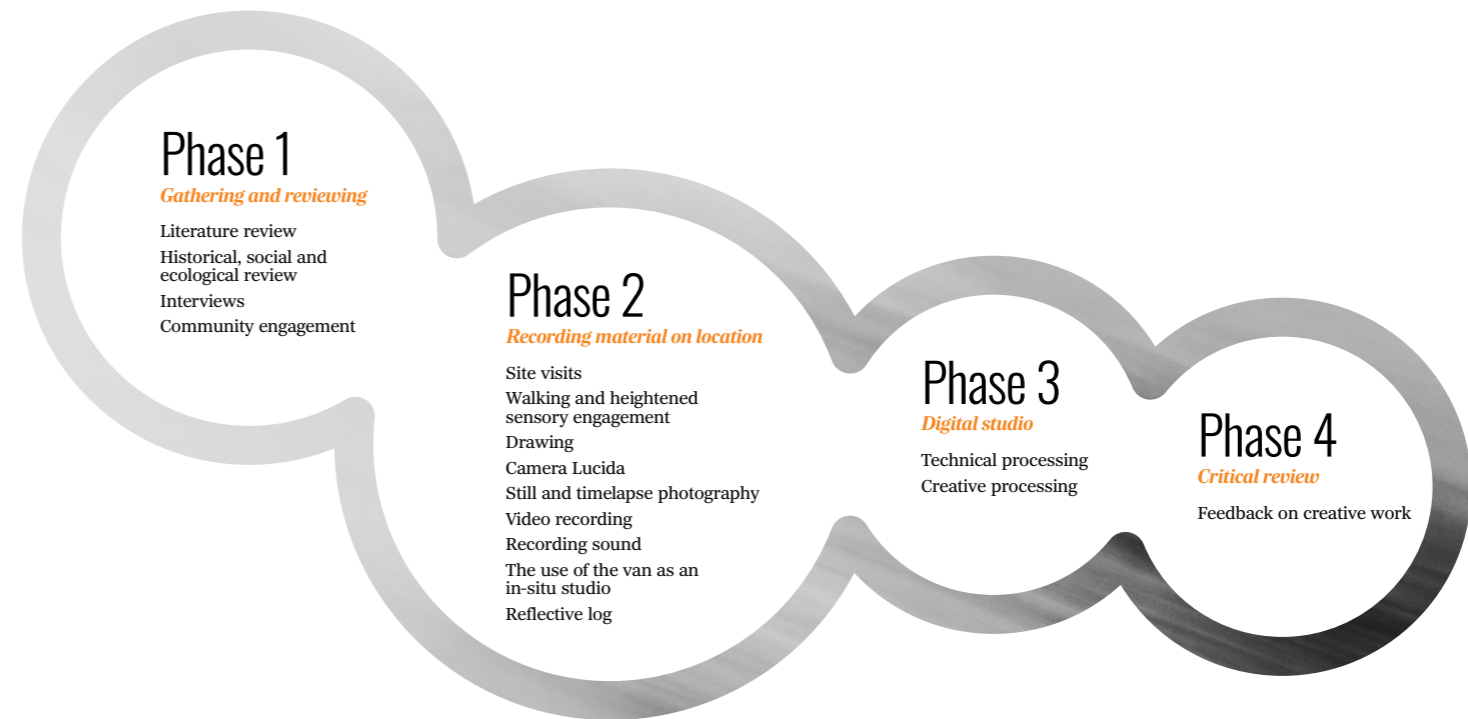 Phase 1
Gathering and reviewing
Literature review
Historical, social and
ecological review
Interviews
Community engagement
Phase 2
Recording material on location
Site visits
Walking and heightened
sensory engagement
Drawing
Camera Lucida
Still and timelapse photography
Video recording
Recording sound
The use of the van as an
in-situ studio
Reflective log
Phase 3
Digital studio
Technical processing
Creative processing
Phase 4
Critical review
Feedback on creative work